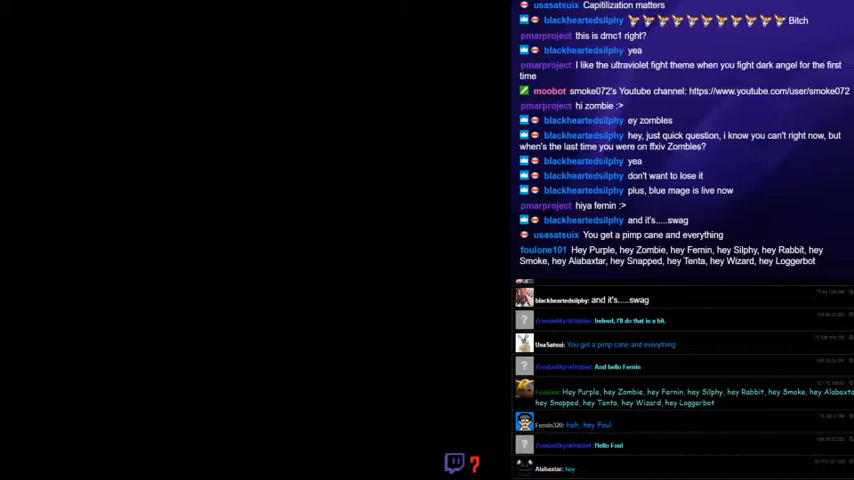 usasatsuix Capitilization matters
blackheartedsilphy Bitch
pmarproject this is dmc1 right?
blackheartedsilphy yea
pmarproject I like the ultraviolet fight theme when you fight dark angel for the first
time
moobot smoke072's Youtube channel: https://www.youtube.com/user/smoke072
pmarproject hi zombie :>
blackheartedsilphy ey zombles
blackheartedsilphy hey, just quick question, i know you can't right now, but
when's the last time you were on ffxiv Zombles?
blackheartedsilphy yea
blackheartedsilphy don't want to lose it
blackheartedsilphy plus, blue mage is live now
pmarproject hiya fernin :>
blackheartedsilphy and it's.....swag
usasatsuix You get a pimp cane and everything
foulone101 Hey Purple, hey Zombie, hey Fernin, hey Silphy, hey Rabbit, hey
Smoke, hey Alabaxtar, hey Snapped, hey Tenta, hey Wizard, hey Loggerbot
blackheartedsilphy: and it's.....swag
Indeed, I'll do that in a bit.
UsaSatsui: You get a pimp cane and everything
And hello Fernin
Hey Purple, hey Zombie, hey Fernin, hey Silphy, hey Rabbit, hey Smoke, hey Alabaxta
hey Snapped, hey Tenta, hey Wizard, hey Loggerbot
Fernin320: heh, hey Foul
Hello Foul
Alabaxtar: hey
7